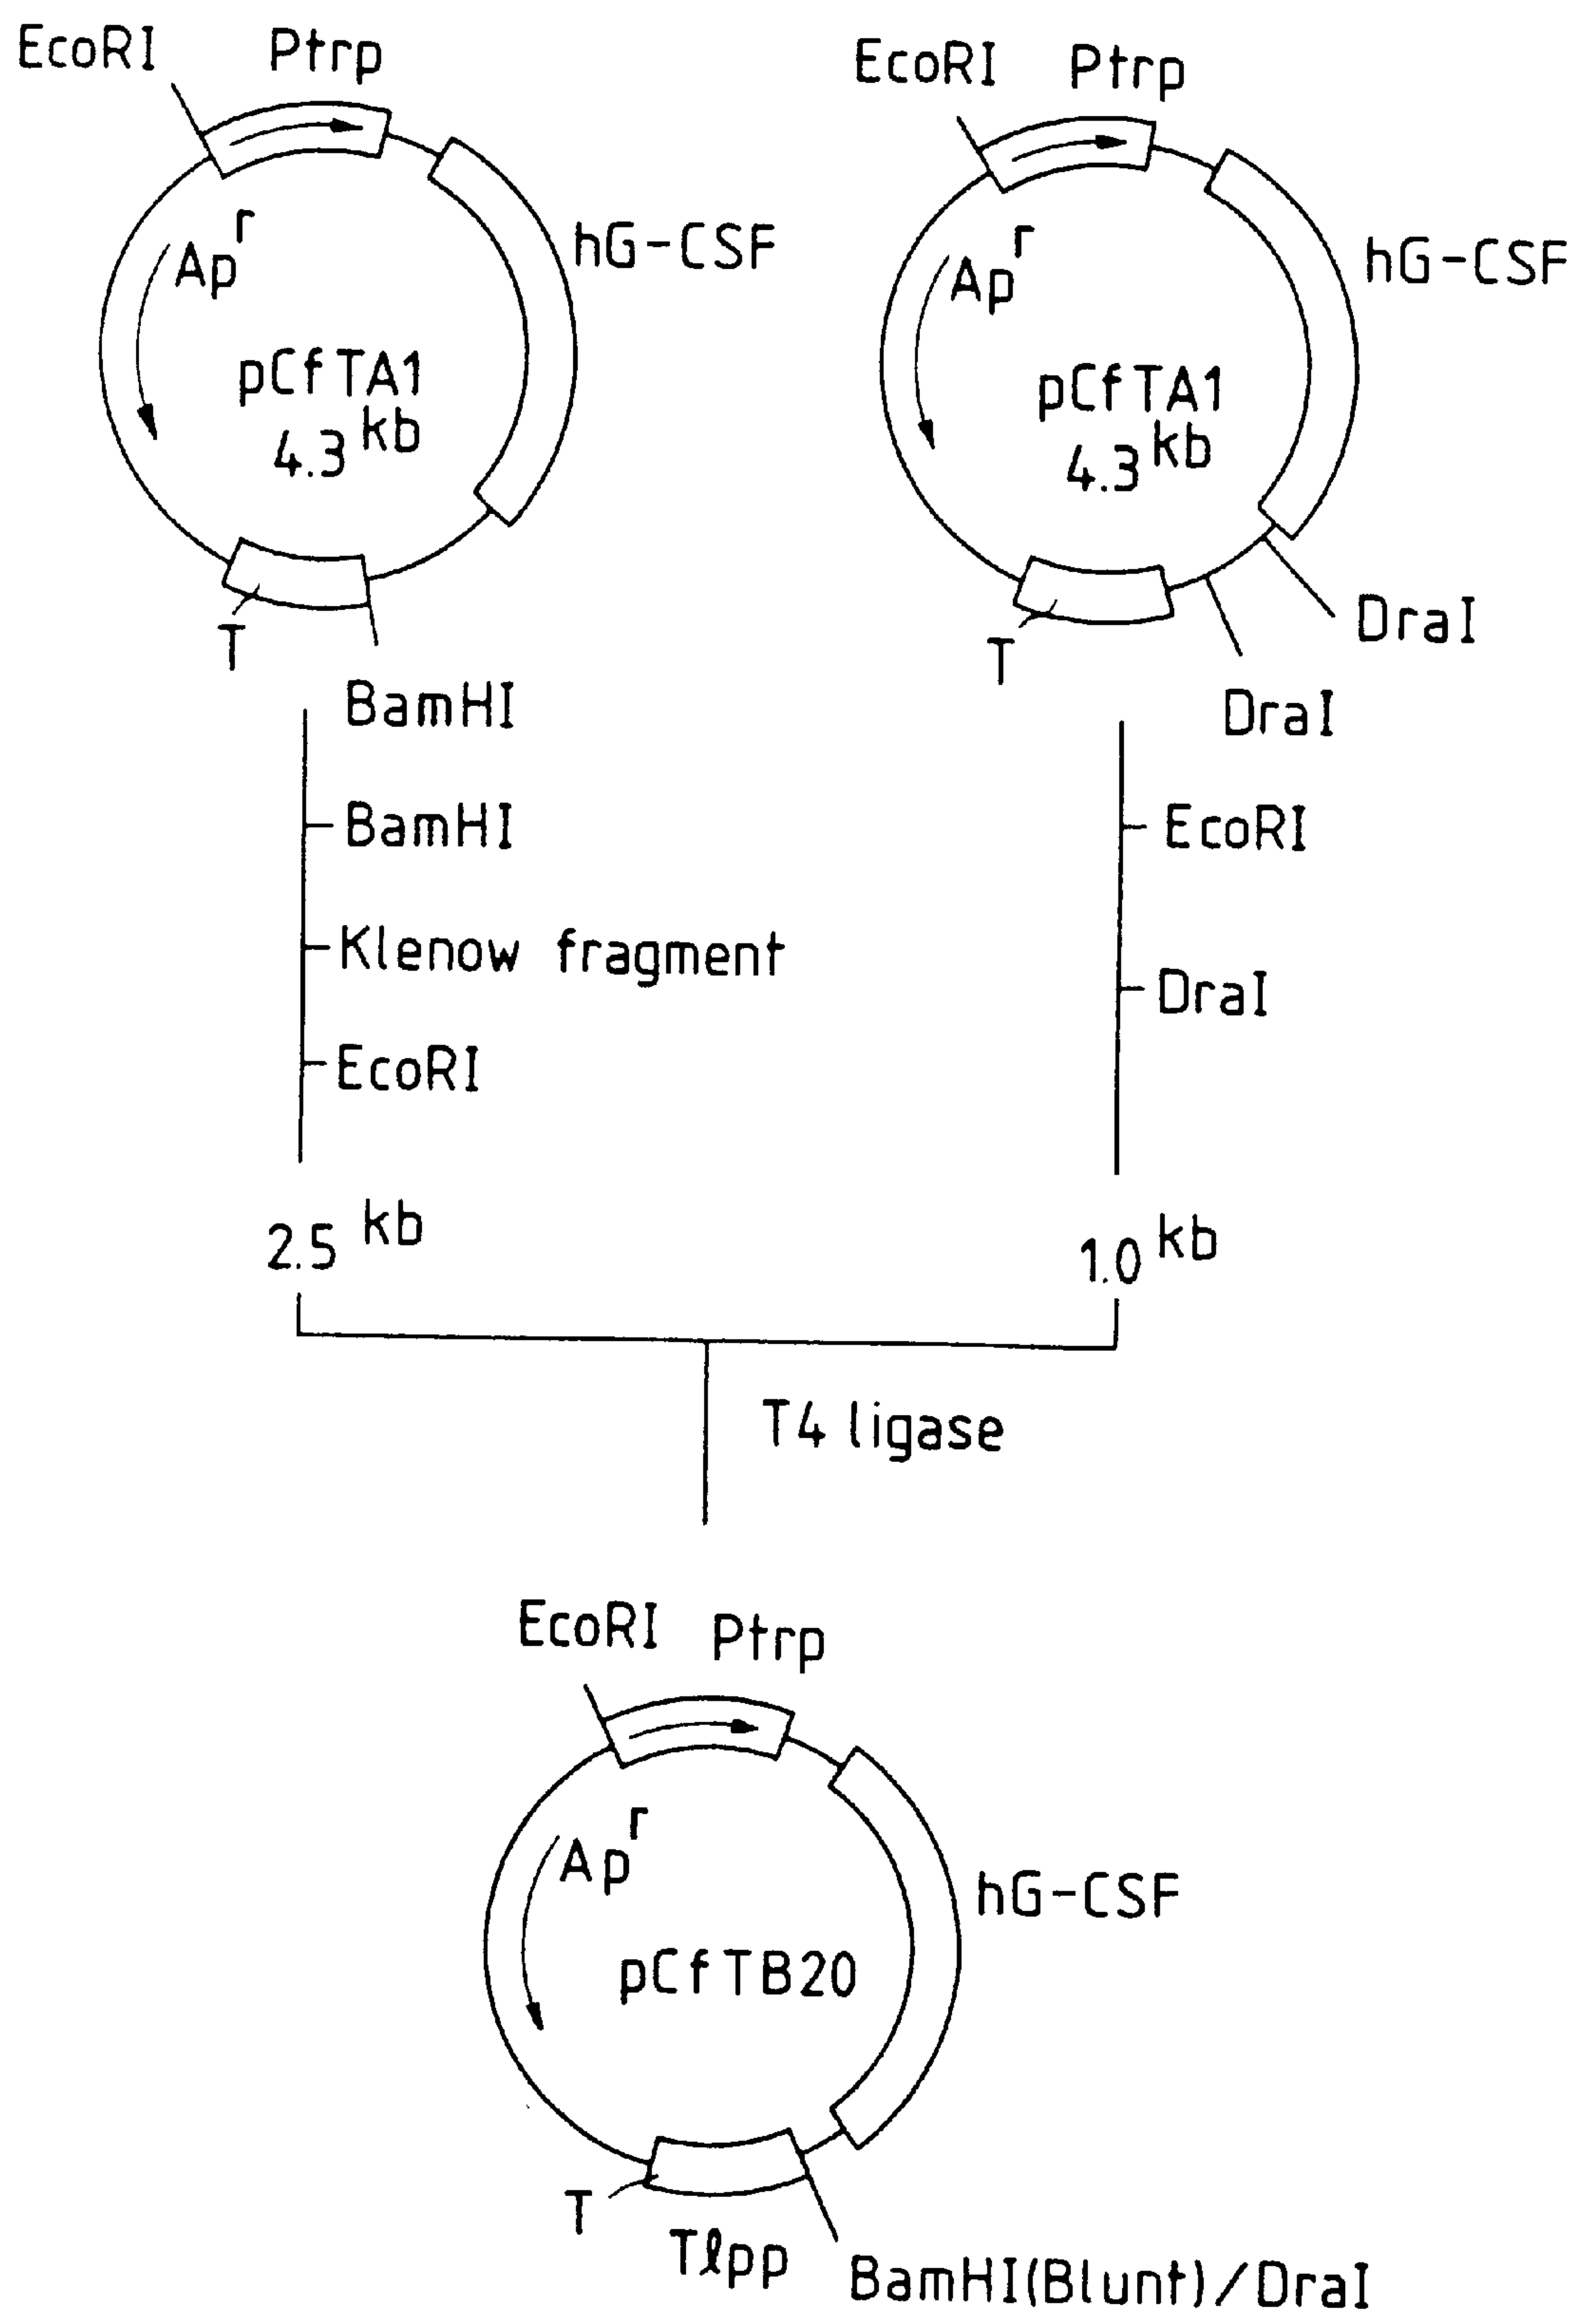 EcoRI Ptrp
Ap^r
hG-CSF
pCfTA1
4.3 kb
T
BamHI
BamHI
Klenow fragment
EcoRI
2.5 kb
EcoRI Ptrp
Ap^r
hG-CSF
pCfTA1
4.3 kb
DraI
T
DraI
EcoRI
DraI
1.0 kb
T4 ligase
EcoRI Ptrp
Ap^r
hG-CSF
pCfTB20
T
Tℓpp
BamHI(Blunt)/DraI